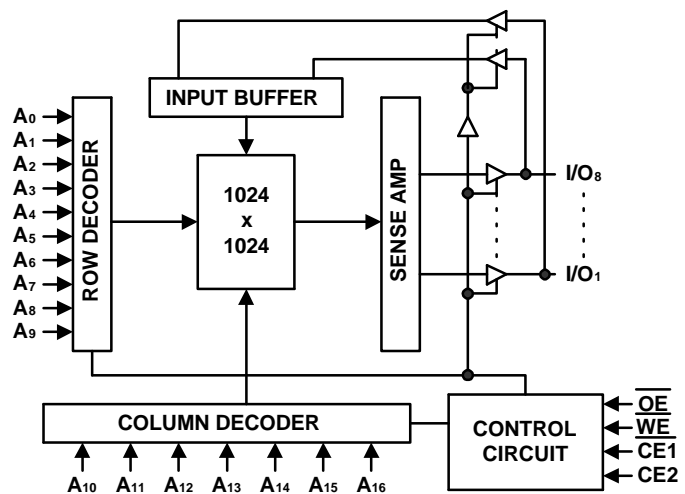 INPUT BUFFER
A0
A1
A2
A3
A4
A5
A6
A7
A8
A9
ROW DECODER
1024
x
1024
SENSE AMP
I/O8
I/O1
COLUMN DECODER
A10 A11 A12 A13 A14 A15 A16
CONTROL
CIRCUIT
OE
WE
CE1
CE2